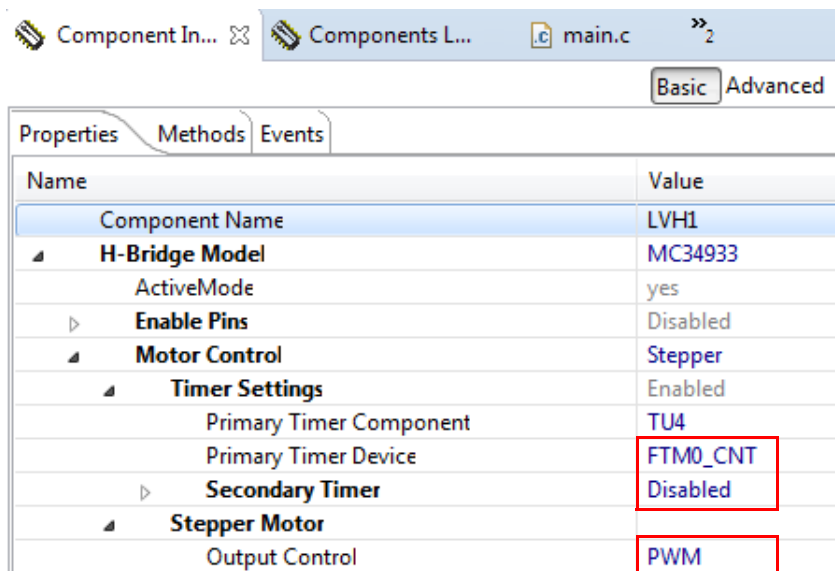 Component In... Components L... main.c »2
Basic Advanced
Properties Methods Events
Name Value
Component Name LVH1
H-Bridge Model MC34933
ActiveMode yes
Enable Pins Disabled
Motor Control Stepper
Timer Settings Enabled
Primary Timer Component TU4
Primary Timer Device FTM0_CNT
Secondary Timer Disabled
Stepper Motor
Output Control PWM